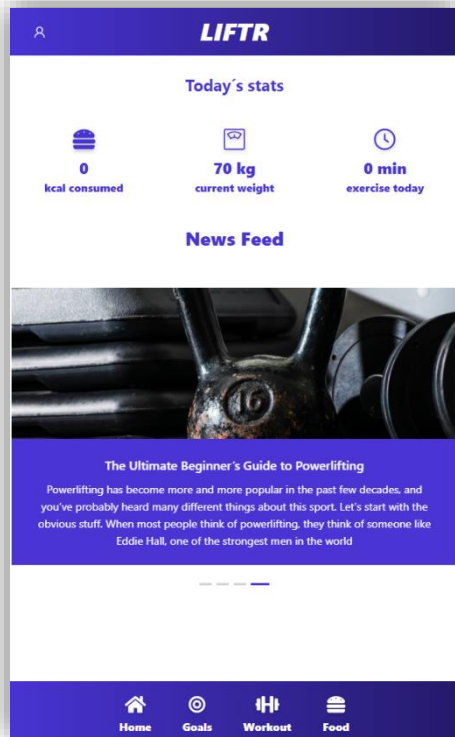 LIFTR
Today´s stats
0
kcal consumed
70 kg
current weight
0 min
exercise today
News Feed
16
The Ultimate Beginner's Guide to Powerlifting
Powerlifting has become more and more popular in the past few decades, and
you've probably heard many different things about this sport. Let's start with the
obvious stuff. When most people think of powerlifting, they think of someone like
Eddie Hall, one of the strongest men in the world
Home
Goals
Workout
Food